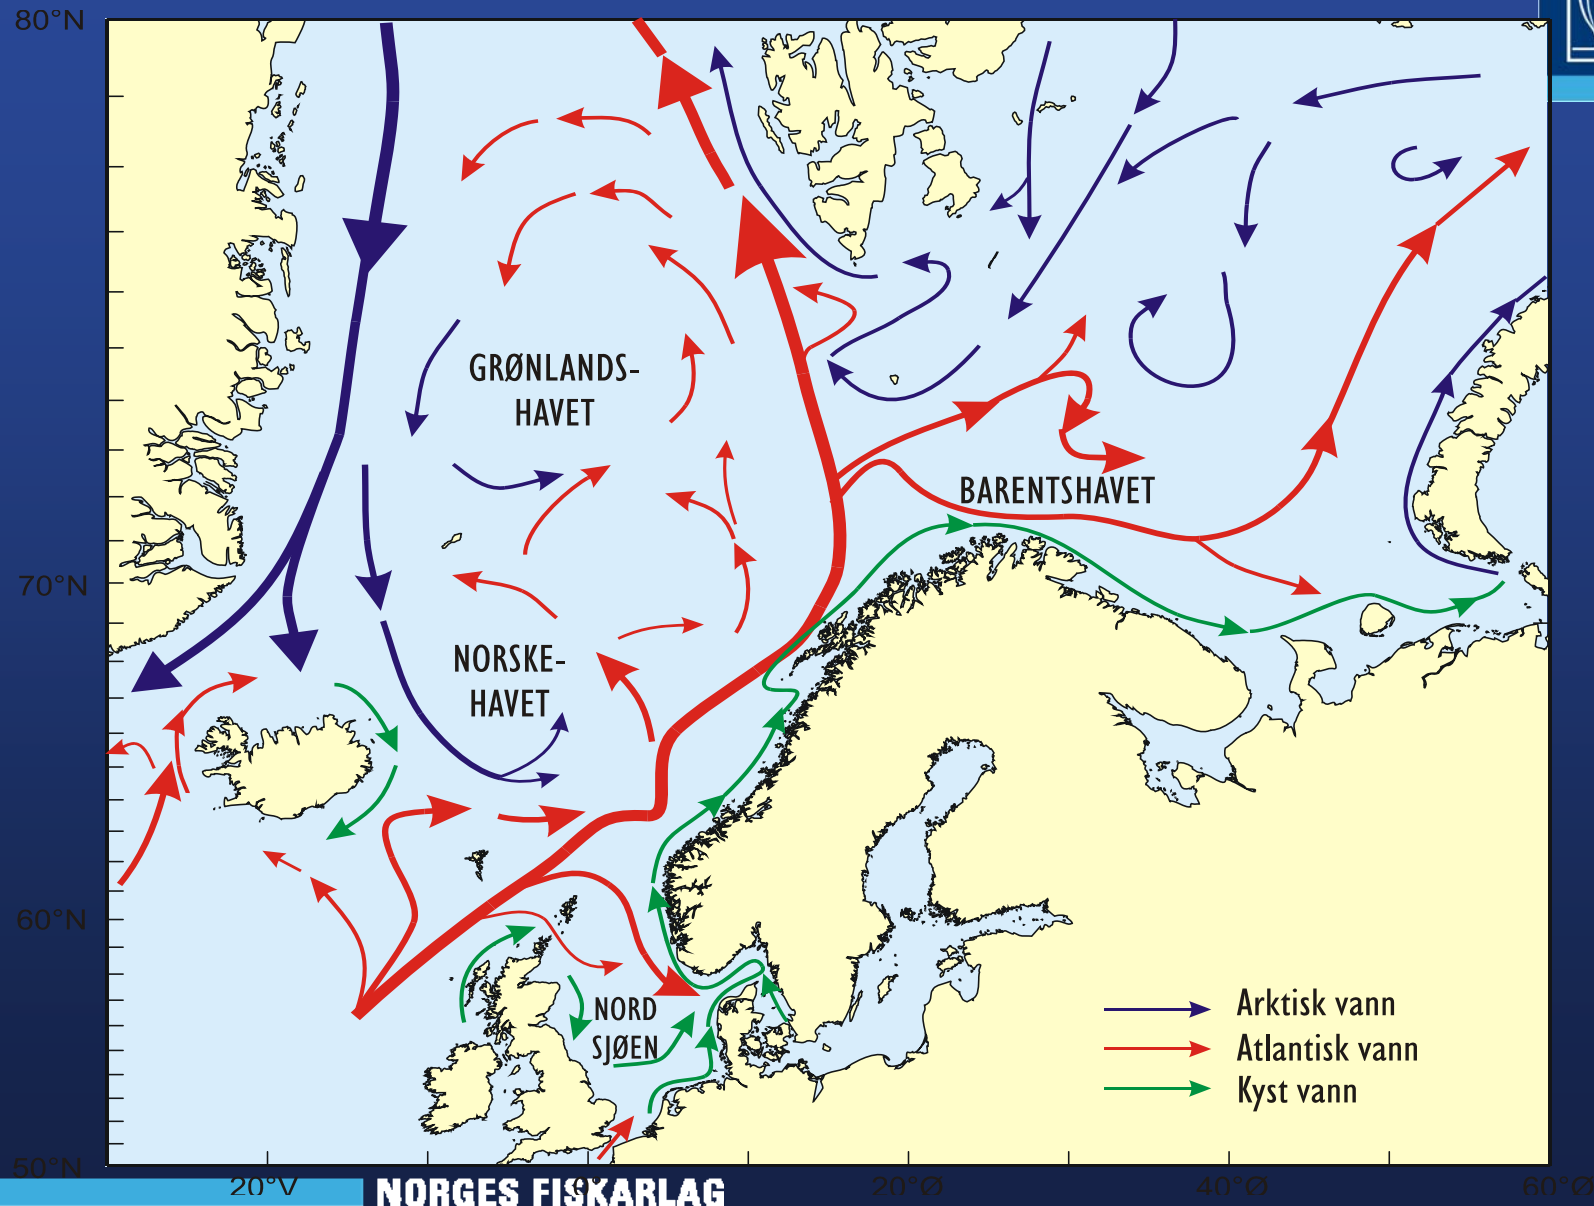 80°N
GRØNLANDS-
HAVET
BARENTSHAVET
70°N
NORSKE-
HAVET
60°N
NORD
SJØEN
Arktisk vann
Atlantisk vann
Kyst vann
50°N
20°V 0° 20°Ø 40°Ø 60°Ø
NORGES FISKARLAG